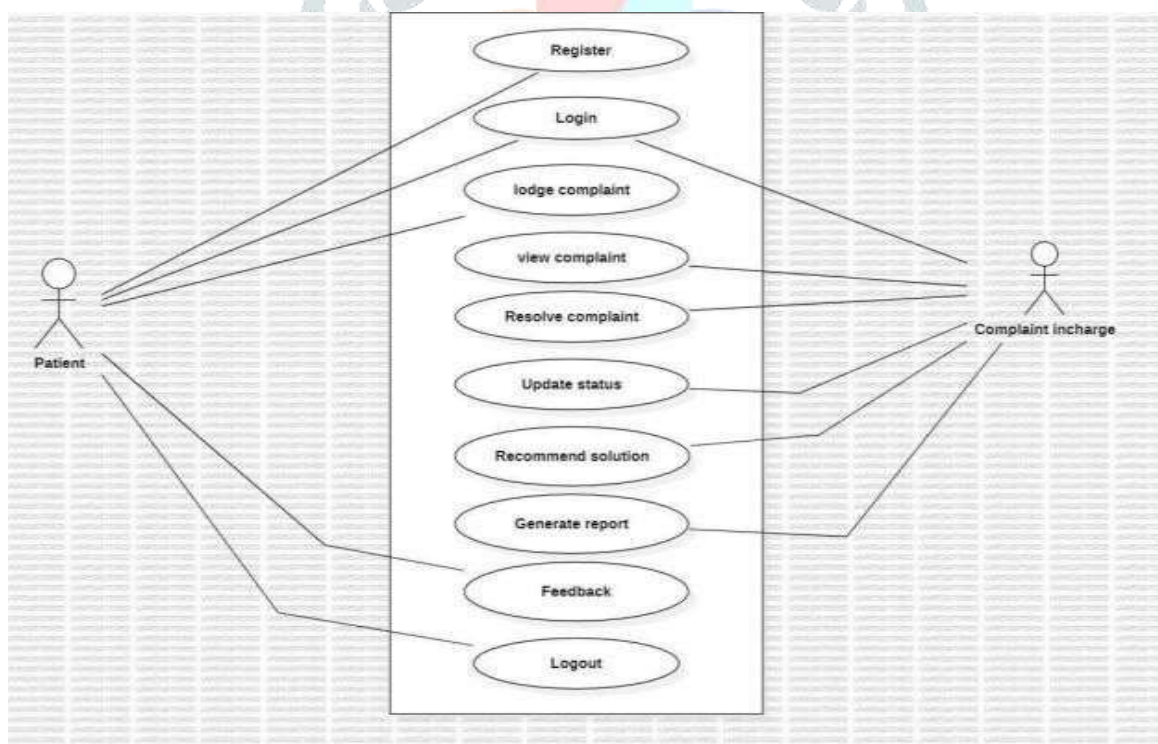 Register
Login
lodge complaint
view complaint
Resolve complaint
Complaint incharge
Patient
Update status
Recommend solution
Generate report
Feedback
Logout